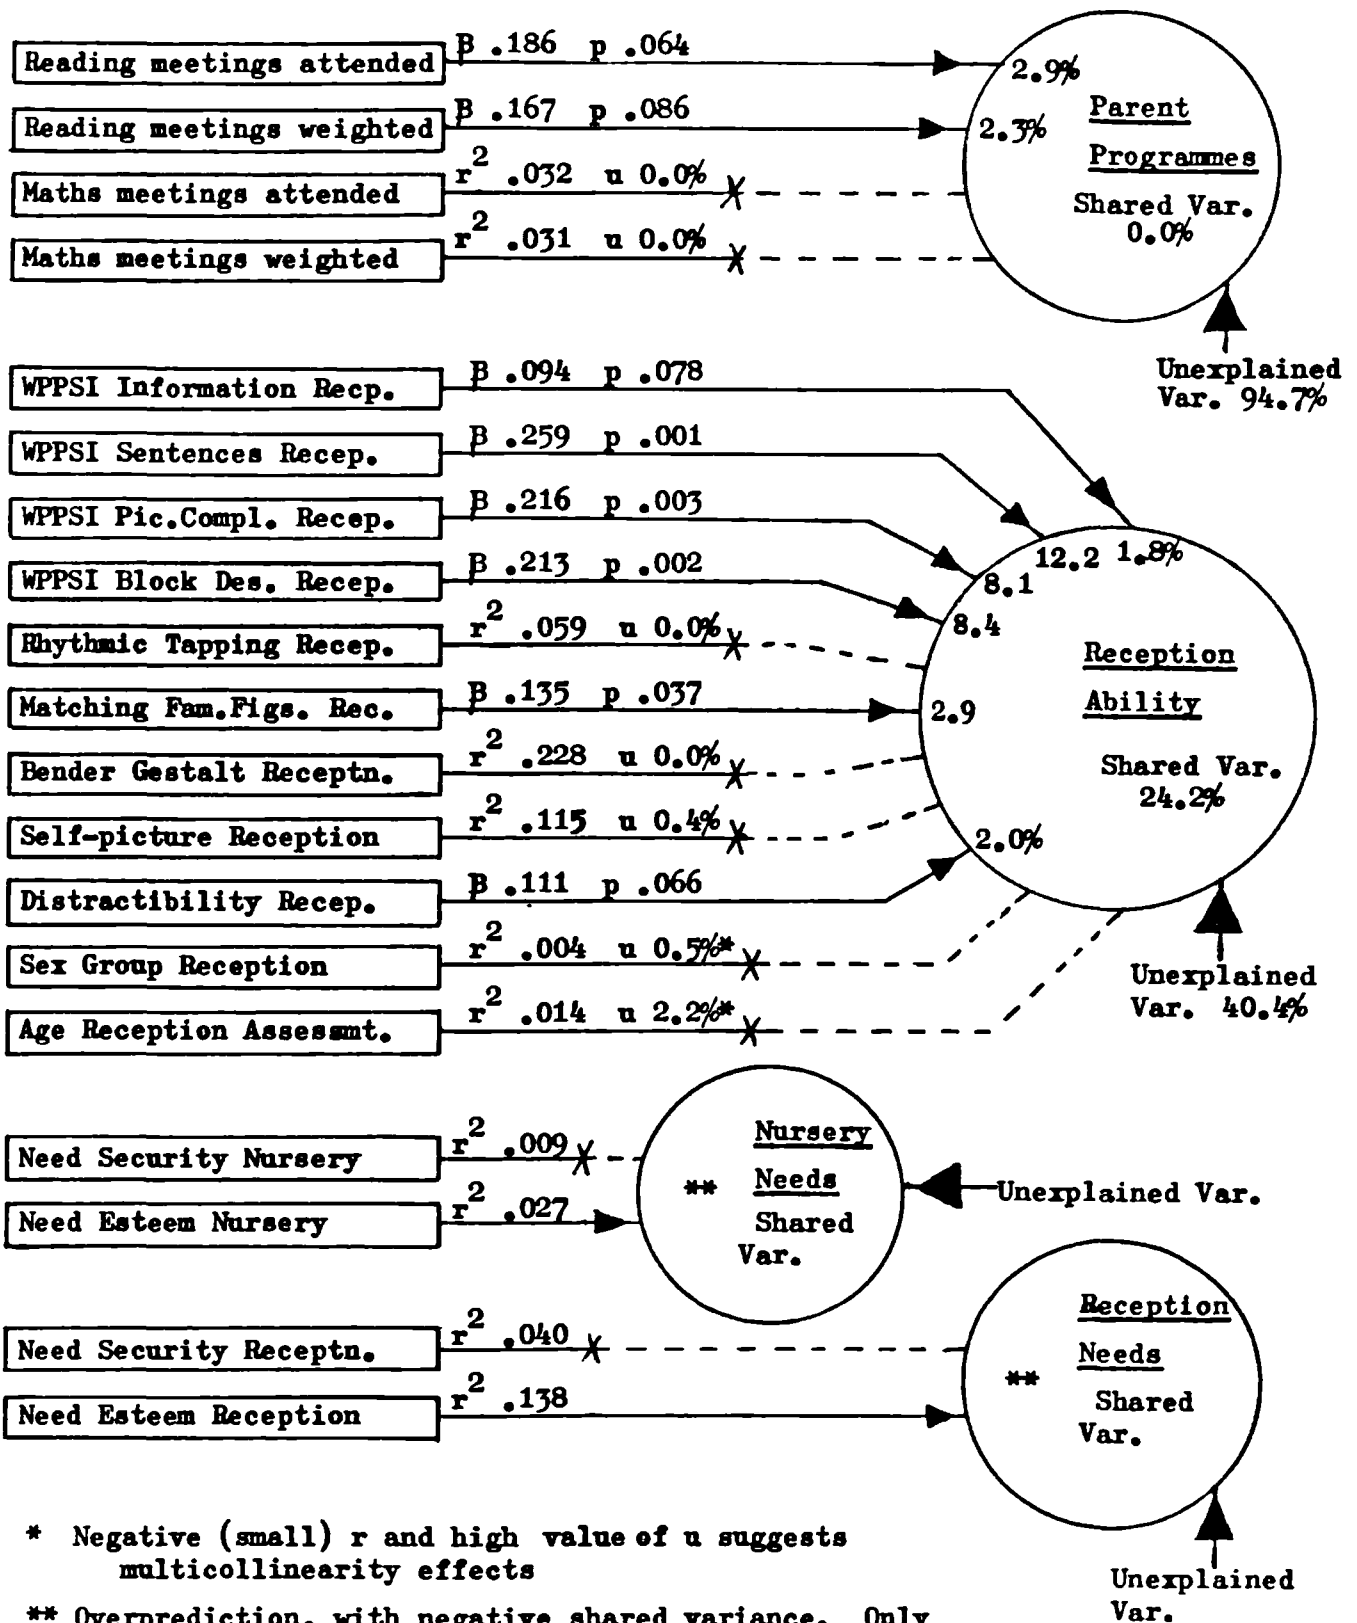 Reading meetings attended β .186 p .064
2.9%
Reading meetings weighted β .167 p .086
2.3%
Parent
Programmes
Maths meetings attended r² .032 u 0.0%
Shared Var.
0.0%
Maths meetings weighted r² .031 u 0.0%
Unexplained
Var. 94.7%
WPPSI Information Recp. β .094 p .078
1.8%
WPPSI Sentences Recep. β .259 p .001
12.2
WPPSI Pic.Compl. Recep. β .216 p .003
8.1
WPPSI Block Des. Recep. β .213 p .002
8.4
Rhythmic Tapping Recep. r² .059 u 0.0%
Reception
Ability
Matching Fam.Figs. Rec. β .135 p .037
2.9
Bender Gestalt Receptn. r² .228 u 0.0%
Shared Var.
24.2%
Self-picture Reception r² .115 u 0.4%
2.0%
Distractibility Recep. β .111 p .066
Sex Group Reception r² .004 u 0.5%*
Unexplained
Var. 40.4%
Age Reception Assessmt. r² .014 u 2.2%*
Need Security Nursery r² .009
Nursery
** Needs
Shared
Var.
Unexplained Var.
Need Esteem Nursery r² .027
Need Security Receptn. r² .040
Reception
** Needs
Shared
Var.
Need Esteem Reception r² .138
Unexplained
Var.
* Negative (small) r and high value of u suggests
multicollinearity effects
** Overprediction, with negative shared variance. Only